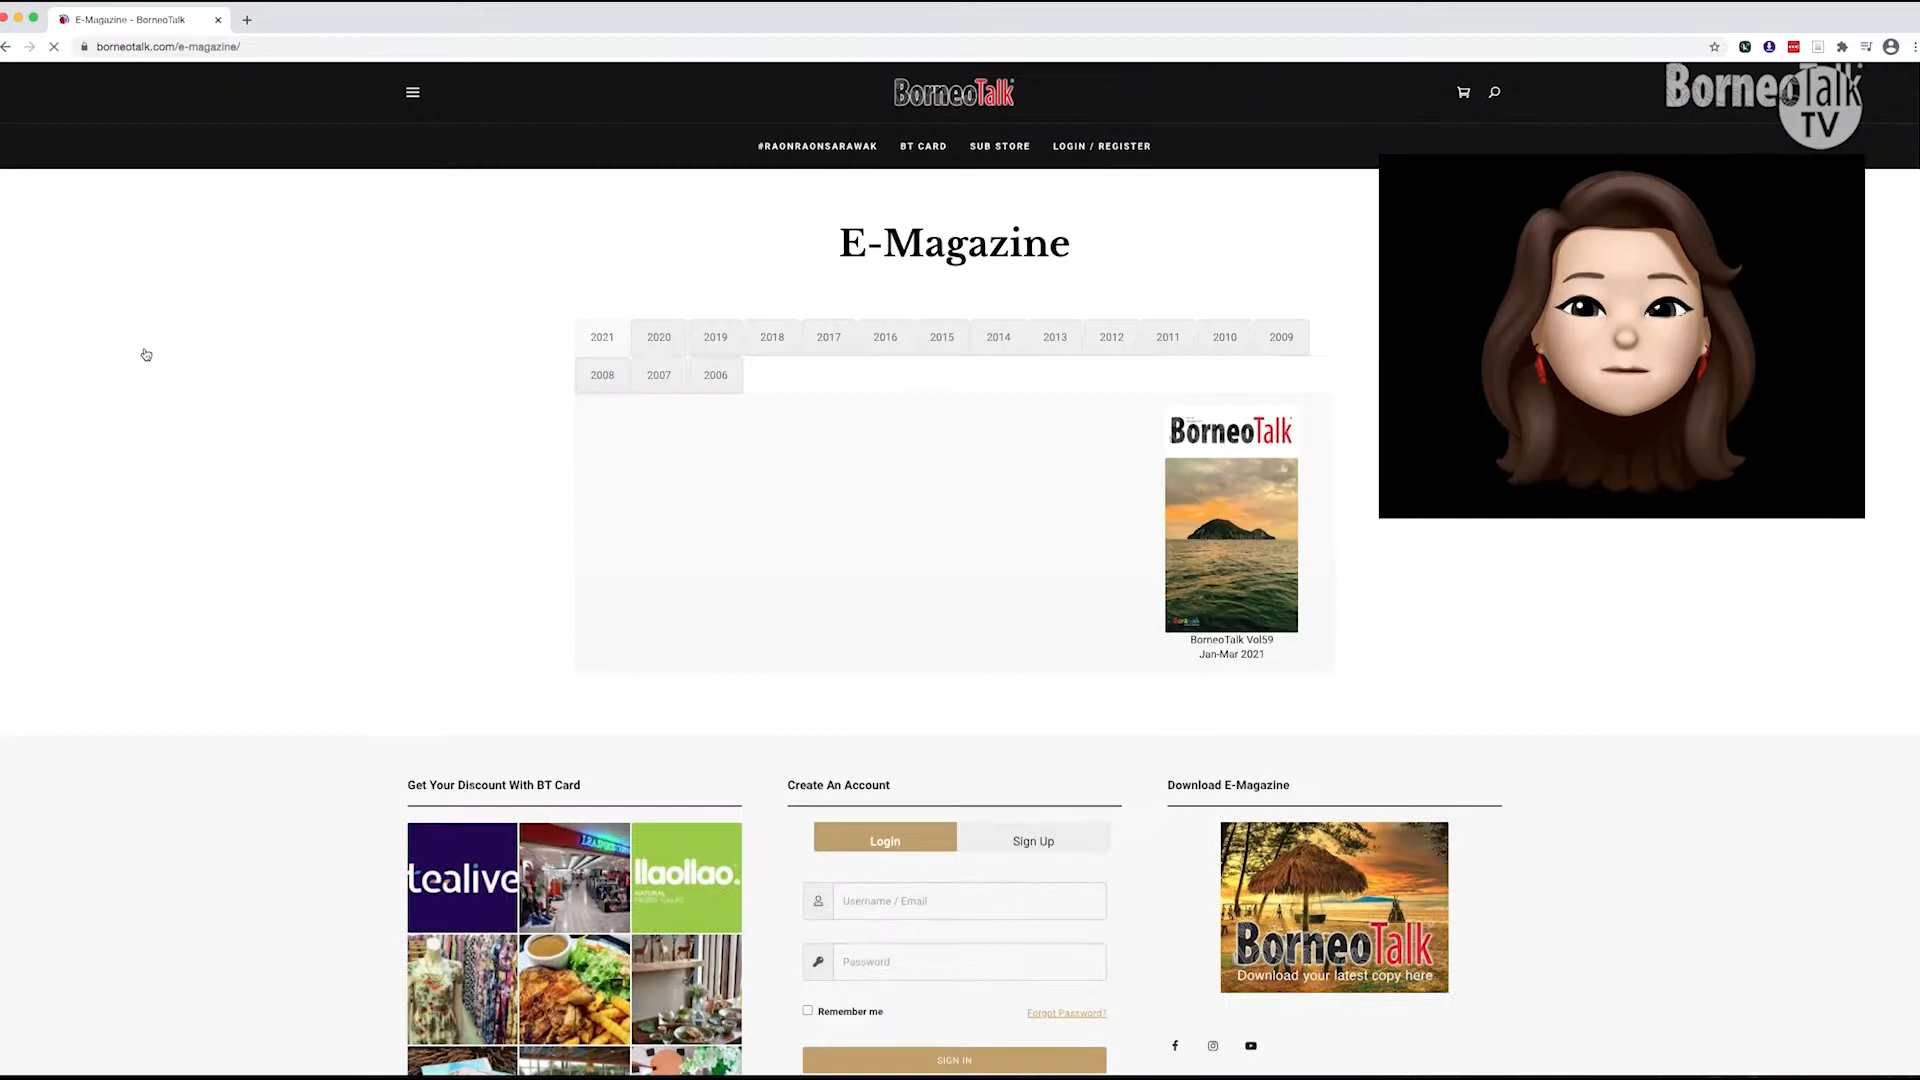 E-Magazine - BorneoTalk
borneotalk.com/e-magazine/
BorneoTalk
BorneoTalk
TV
#RAONRAONSARAWAK BT CARD SUB STORE LOGIN / REGISTER
E-Magazine
2021 2020 2019 2018 2017 2016 2015 2014 2013 2012 2011 2010 2009
2008 2007 2006
BorneoTalk
BorneoTalk Vol59
Jan-Mar 2021
Get Your Discount With BT Card
Create An Account
Download E-Magazine
tealive
llaollao.
Login
Sign Up
Username / Email
Password
Remember me
Forgot Password?
SIGN IN
BorneoTalk
Download your latest copy here